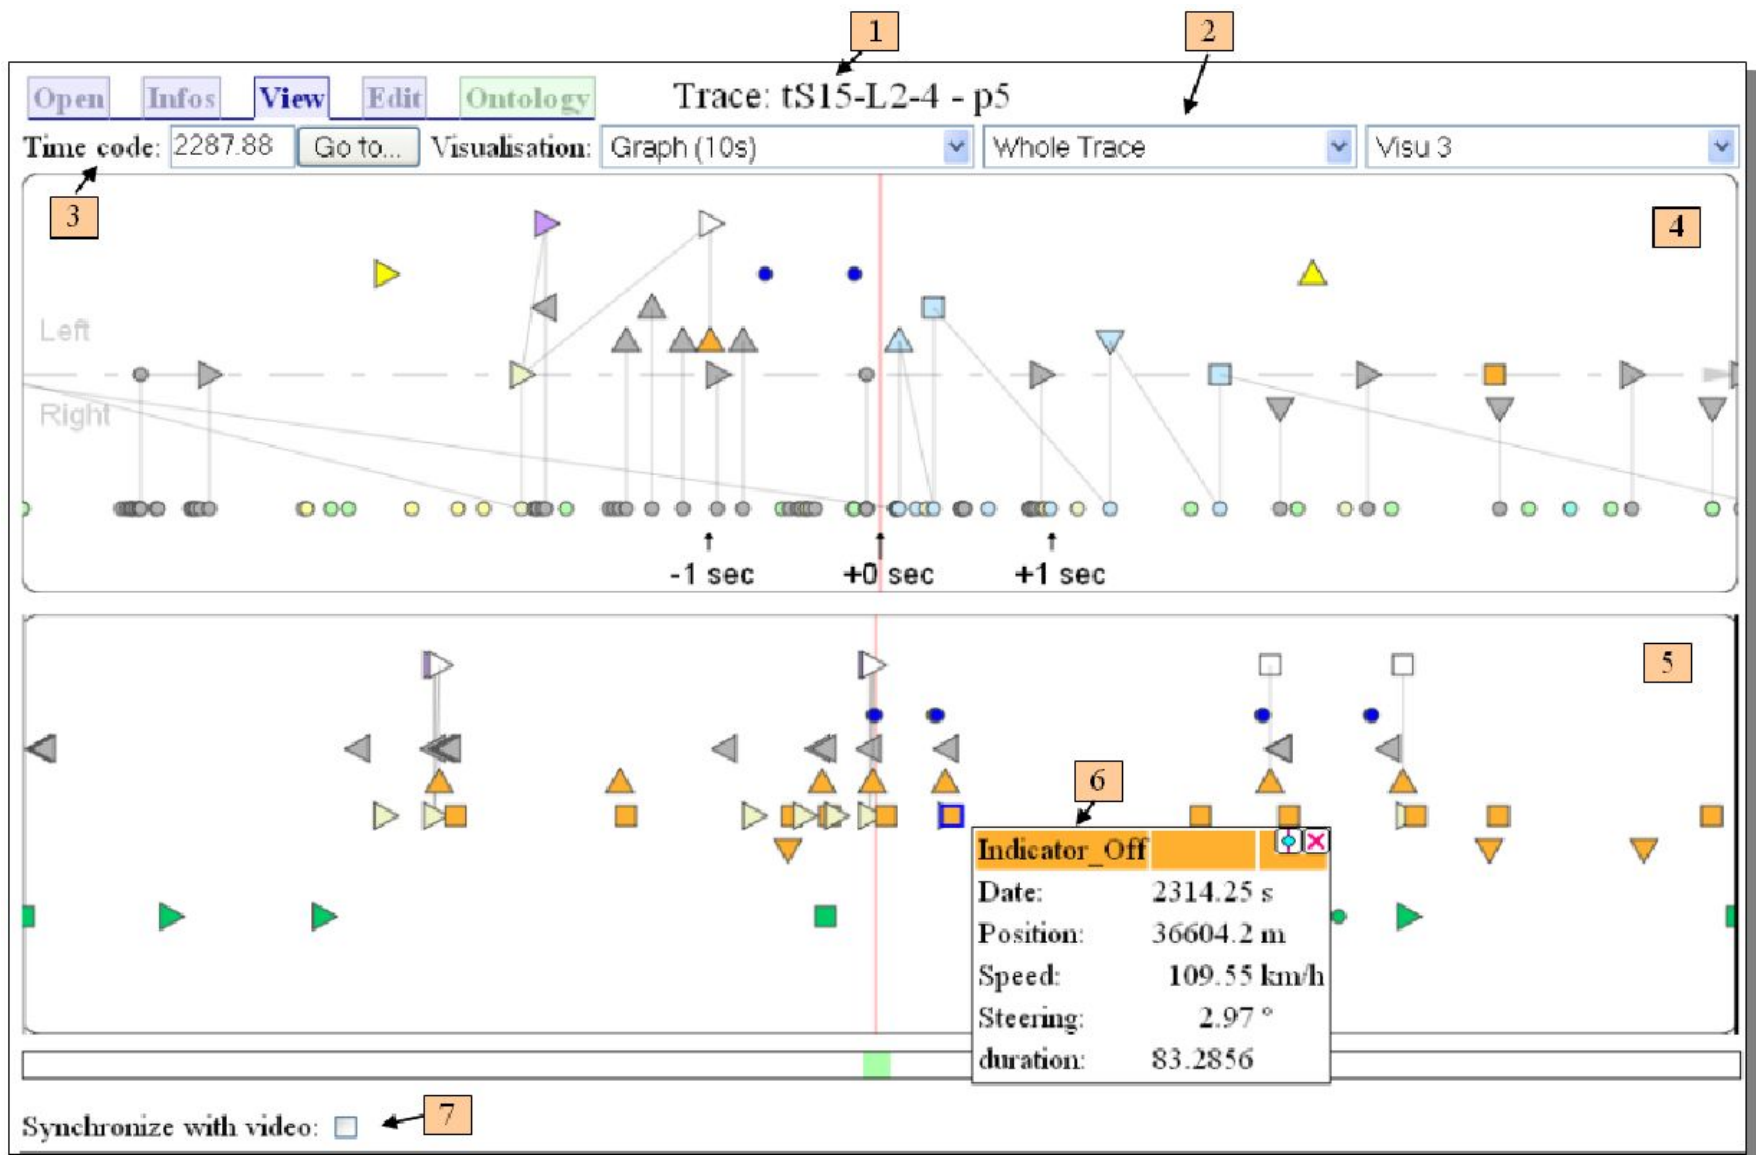 1
2
Open Infos View Edit Ontology Trace: tS15-L2-4 - p5
Time code: 2287.88 Go to... Visualisation: Graph (10s) Whole Trace Visu 3
3
4
Left
Right
-1 sec +0 sec +1 sec
5
6
Indicator_Off
Date: 2314.25 s
Position: 36604.2 m
Speed: 109.55 km/h
Steering: 2.97 °
duration: 83.2856
Synchronize with video:
7